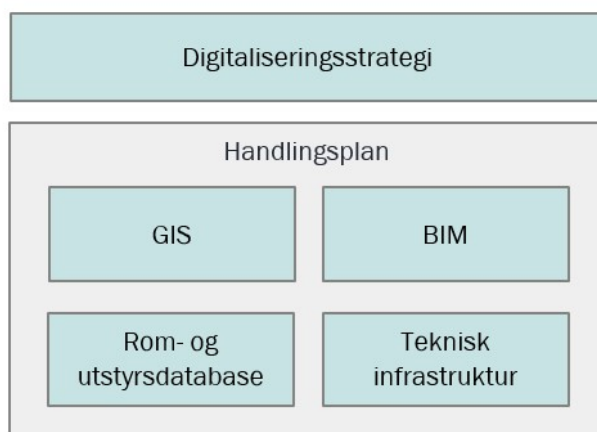 Digitaliseringsstrategi
Handlingsplan
GIS
BIM
Rom- og
utstyrsdatabase
Teknisk
infrastruktur